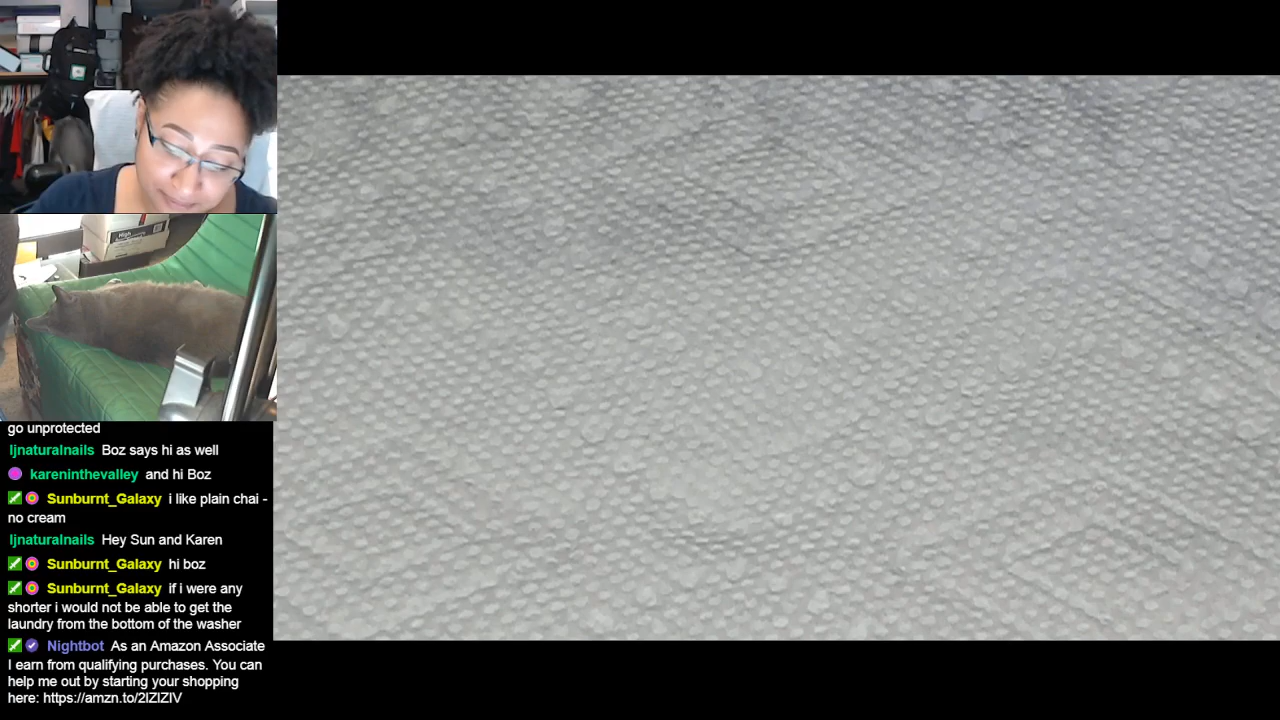 High
go unprotected
ljnaturalnails Boz says hi as well
kareninthevalley and hi Boz
Sunburnt_Galaxy i like plain chai -
no cream
ljnaturalnails Hey Sun and Karen
Sunburnt_Galaxy hi boz
Sunburnt_Galaxy if i were any
shorter i would not be able to get the
laundry from the bottom of the washer
Nightbot As an Amazon Associate
I earn from qualifying purchases. You can
help me out by starting your shopping
here: https://amzn.to/2IZIZIV